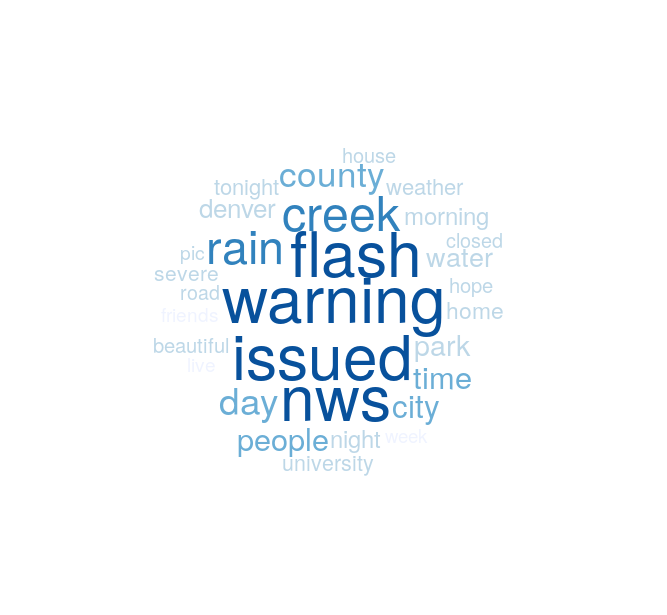 house
county
tonight
weather
denver
creek
morning
rain
flash
closed
pic
water
severe
road
warning
hope
friends
home
beautiful
issued
park
live
time
day
nws
city
people
night
week
university